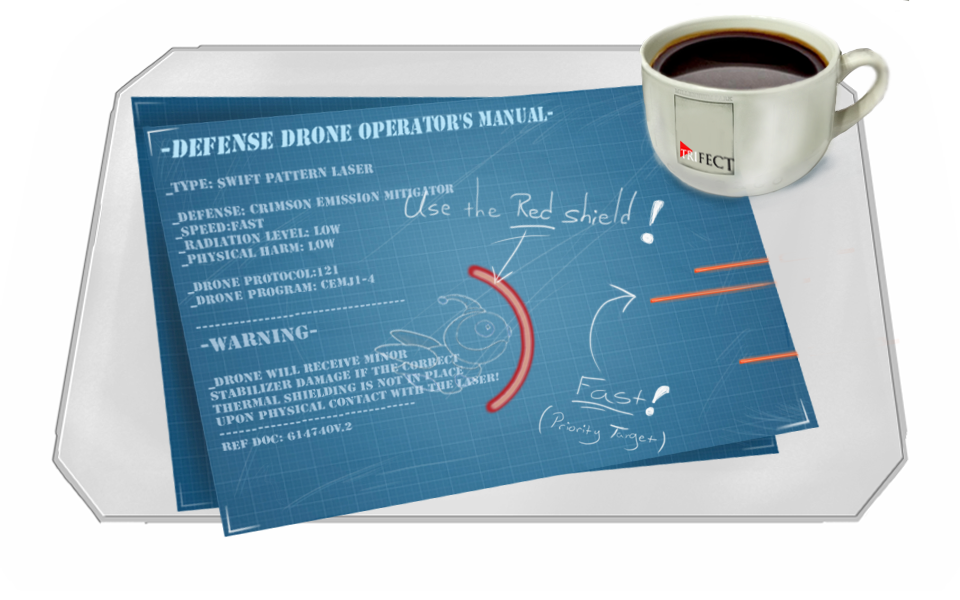 -DEFENSE DRONE OPERATOR'S MANUAL-
_TYPE: SWIFT PATTERN LASER
_DEFENSE: CRIMSON EMISSION MITIGATOR
_SPEED:FAST
_RADIATION LEVEL: LOW
_PHYSICAL HARM: LOW
_DRONE PROTOCOL:121
_DRONE PROGRAM: CEMJ1-4
-WARNING-
_DRONE WILL RECEIVE MINOR
STABILIZER DAMAGE IF THE CORRECT
THERMAL SHIELDING IS NOT IN PLACE
UPON PHYSICAL CONTACT WITH THE LASER!
REF DOC: 614740V.2
Use the Red shield!
Fast!
(Priority Target)
TRIFECT